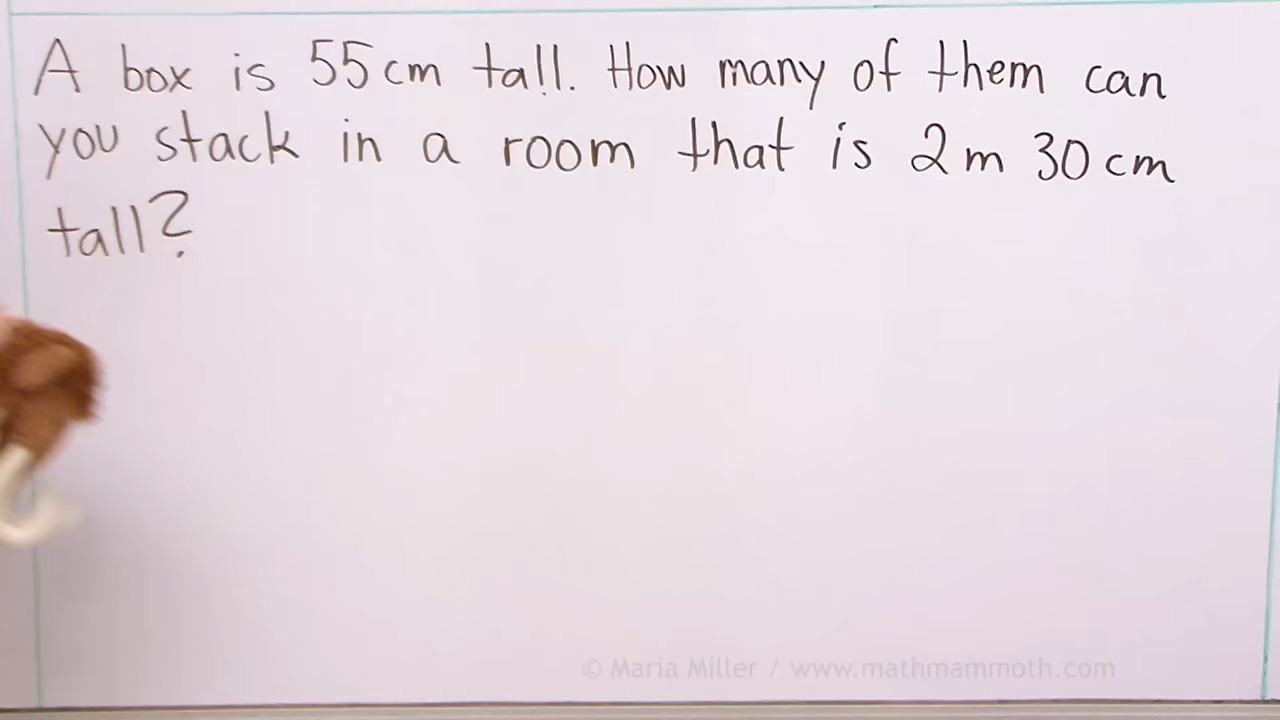 A box is 55 cm tall. How many of them can
you stack in a room that is 2 m 30 cm
tall?
© Maria Miller / www.mathmammoth.com